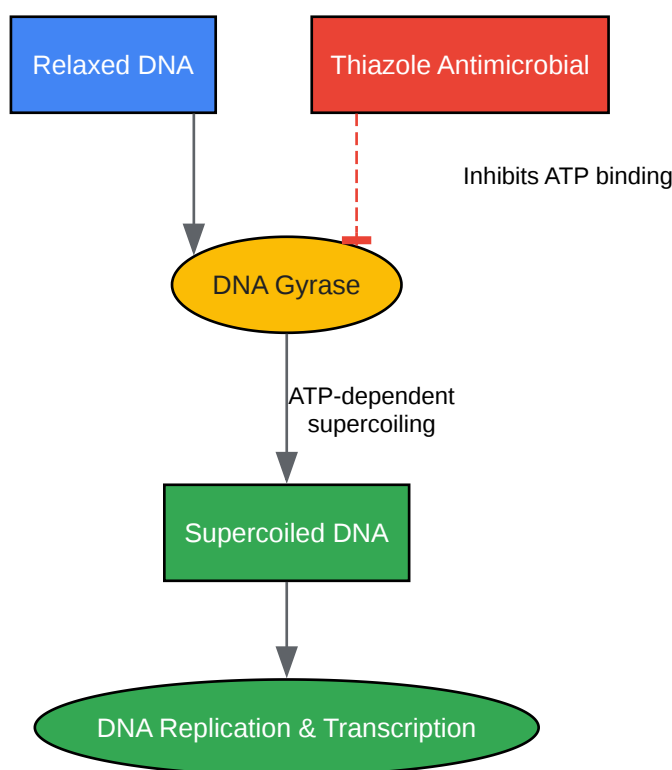 Relaxed DNA
Thiazole Antimicrobial
Inhibits ATP binding
DNA Gyrase
ATP-dependent
supercoiling
Supercoiled DNA
DNA Replication & Transcription